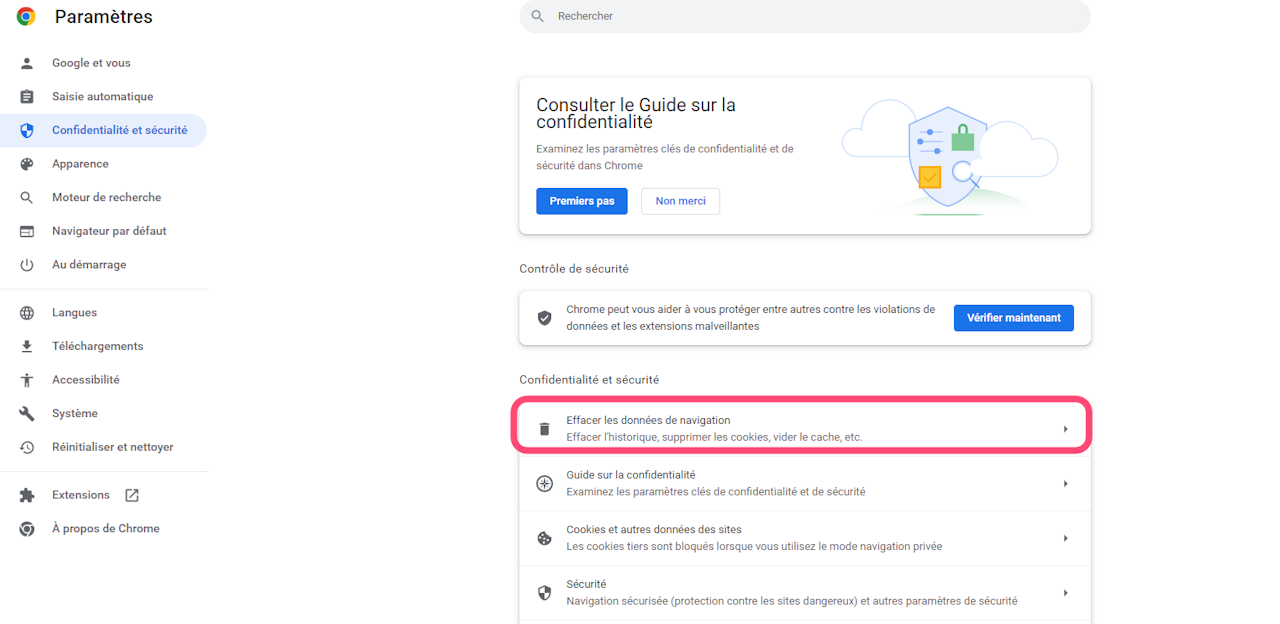 Paramètres
Rechercher
Google et vous
Saisie automatique
Confidentialité et sécurité
Apparence
Moteur de recherche
Navigateur par défaut
Au démarrage
Langues
Téléchargements
Accessibilité
Système
Réinitialiser et nettoyer
Extensions
À propos de Chrome
Consulter le Guide sur la
confidentialité
Examinez les paramètres clés de confidentialité et de
sécurité dans Chrome
Premiers pas
Non merci
Contrôle de sécurité
Chrome peut vous aider à vous protéger entre autres contre les violations de
données et les extensions malveillantes
Vérifier maintenant
Confidentialité et sécurité
Effacer les données de navigation
Effacer l'historique, supprimer les cookies, vider le cache, etc.
Guide sur la confidentialité
Examinez les paramètres clés de confidentialité et de sécurité
Cookies et autres données des sites
Les cookies tiers sont bloqués lorsque vous utilisez le mode navigation privée
Sécurité
Navigation sécurisée (protection contre les sites dangereux) et autres paramètres de sécurité